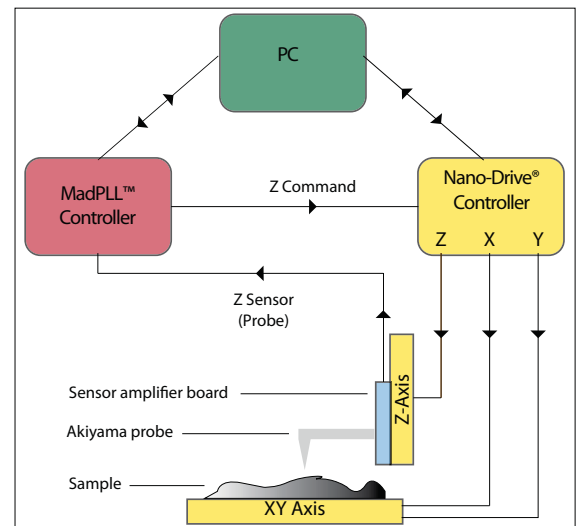 PC
MadPLL™
Controller
Z Command
Nano-Drive®
Controller
Z X Y
Z Sensor
(Probe)
Sensor amplifier board
Z-Axis
Akiyama probe
Sample
XY Axis